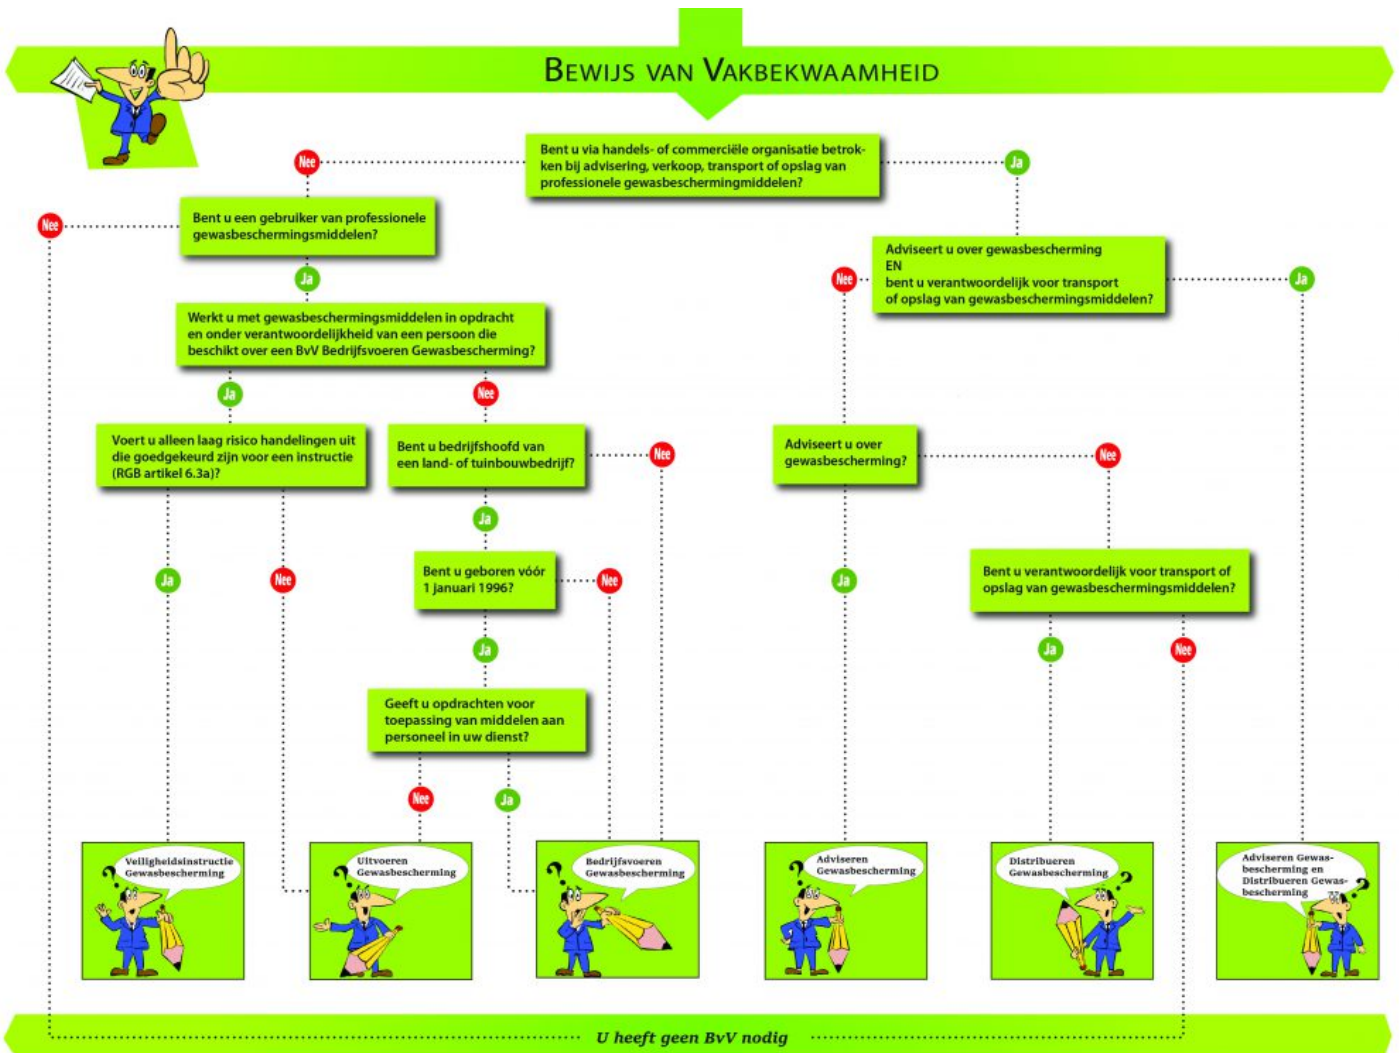 BEWIJS VAN VAKBEKWAAMHEID
Bent u via handels- of commerciële organisatie betrok-
ken bij advisering, verkoop, transport of opslag van
professionele gewasbeschermingmiddelen?
Nee
Ja
Bent u een gebruiker van professionele
gewasbeschermingsmiddelen?
Nee
Ja
Adviseert u over gewasbescherming
EN
bent u verantwoordelijk voor transport
of opslag van gewasbeschermingsmiddelen?
Nee
Ja
Werkt u met gewasbeschermingsmiddelen in opdracht
en onder verantwoordelijkheid van een persoon die
beschikt over een BvV Bedrijfsvoeren Gewasbescherming?
Ja
Nee
Voert u alleen laag risico handelingen uit
die goedgekeurd zijn voor een instructie
(RGB artikel 6.3a)?
Bent u bedrijfshoofd van
een land- of tuinbouwbedrijf?
Nee
Adviseert u over
gewasbescherming?
Nee
Ja
Bent u geboren vóór
1 januari 1996?
Ja
Nee
Nee
Ja
Bent u verantwoordelijk voor transport of
opslag van gewasbeschermingsmiddelen?
Ja
Ja
Nee
Geeft u opdrachten voor
toepassing van middelen aan
personeel in uw dienst?
Nee
Ja
Veiligheidsinstructie
Gewasbescherming
Uitvoeren
Gewasbescherming
Bedrijfsvoeren
Gewasbescherming
Adviseren
Gewasbescherming
Distribueren
Gewasbescherming
Adviseren Gewas-
bescherming en
Distribueren Gewas-
bescherming
U heeft geen BvV nodig